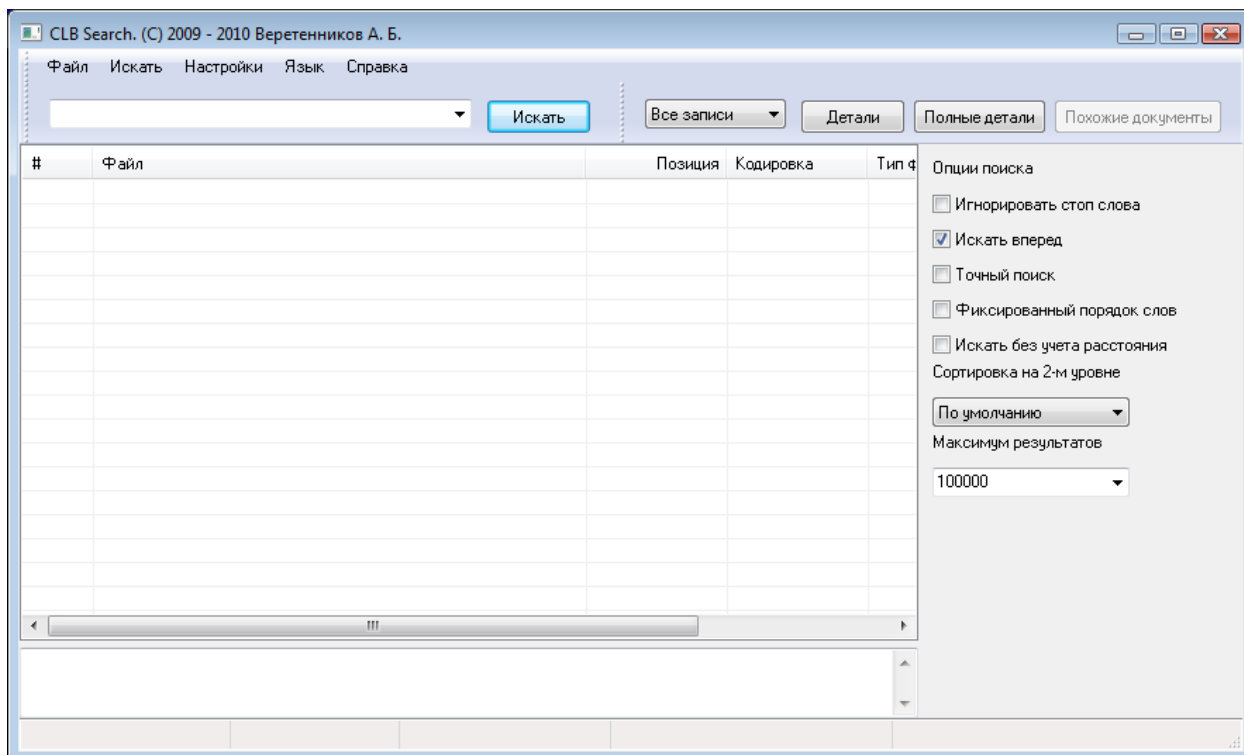 CLB Search. (C) 2009 - 2010 Веретенников А. Б.
Файл Искать Настройки Язык Справка
Искать Все записи Детали Полные детали Похожие документы
# Файл Позиция Кодировка Тип ф
Опции поиска
Игнорировать стоп слова
Искать вперед
Точный поиск
Фиксированный порядок слов
Искать без учета расстояния
Сортировка на 2-м уровне
По умолчанию
Максимум результатов
100000